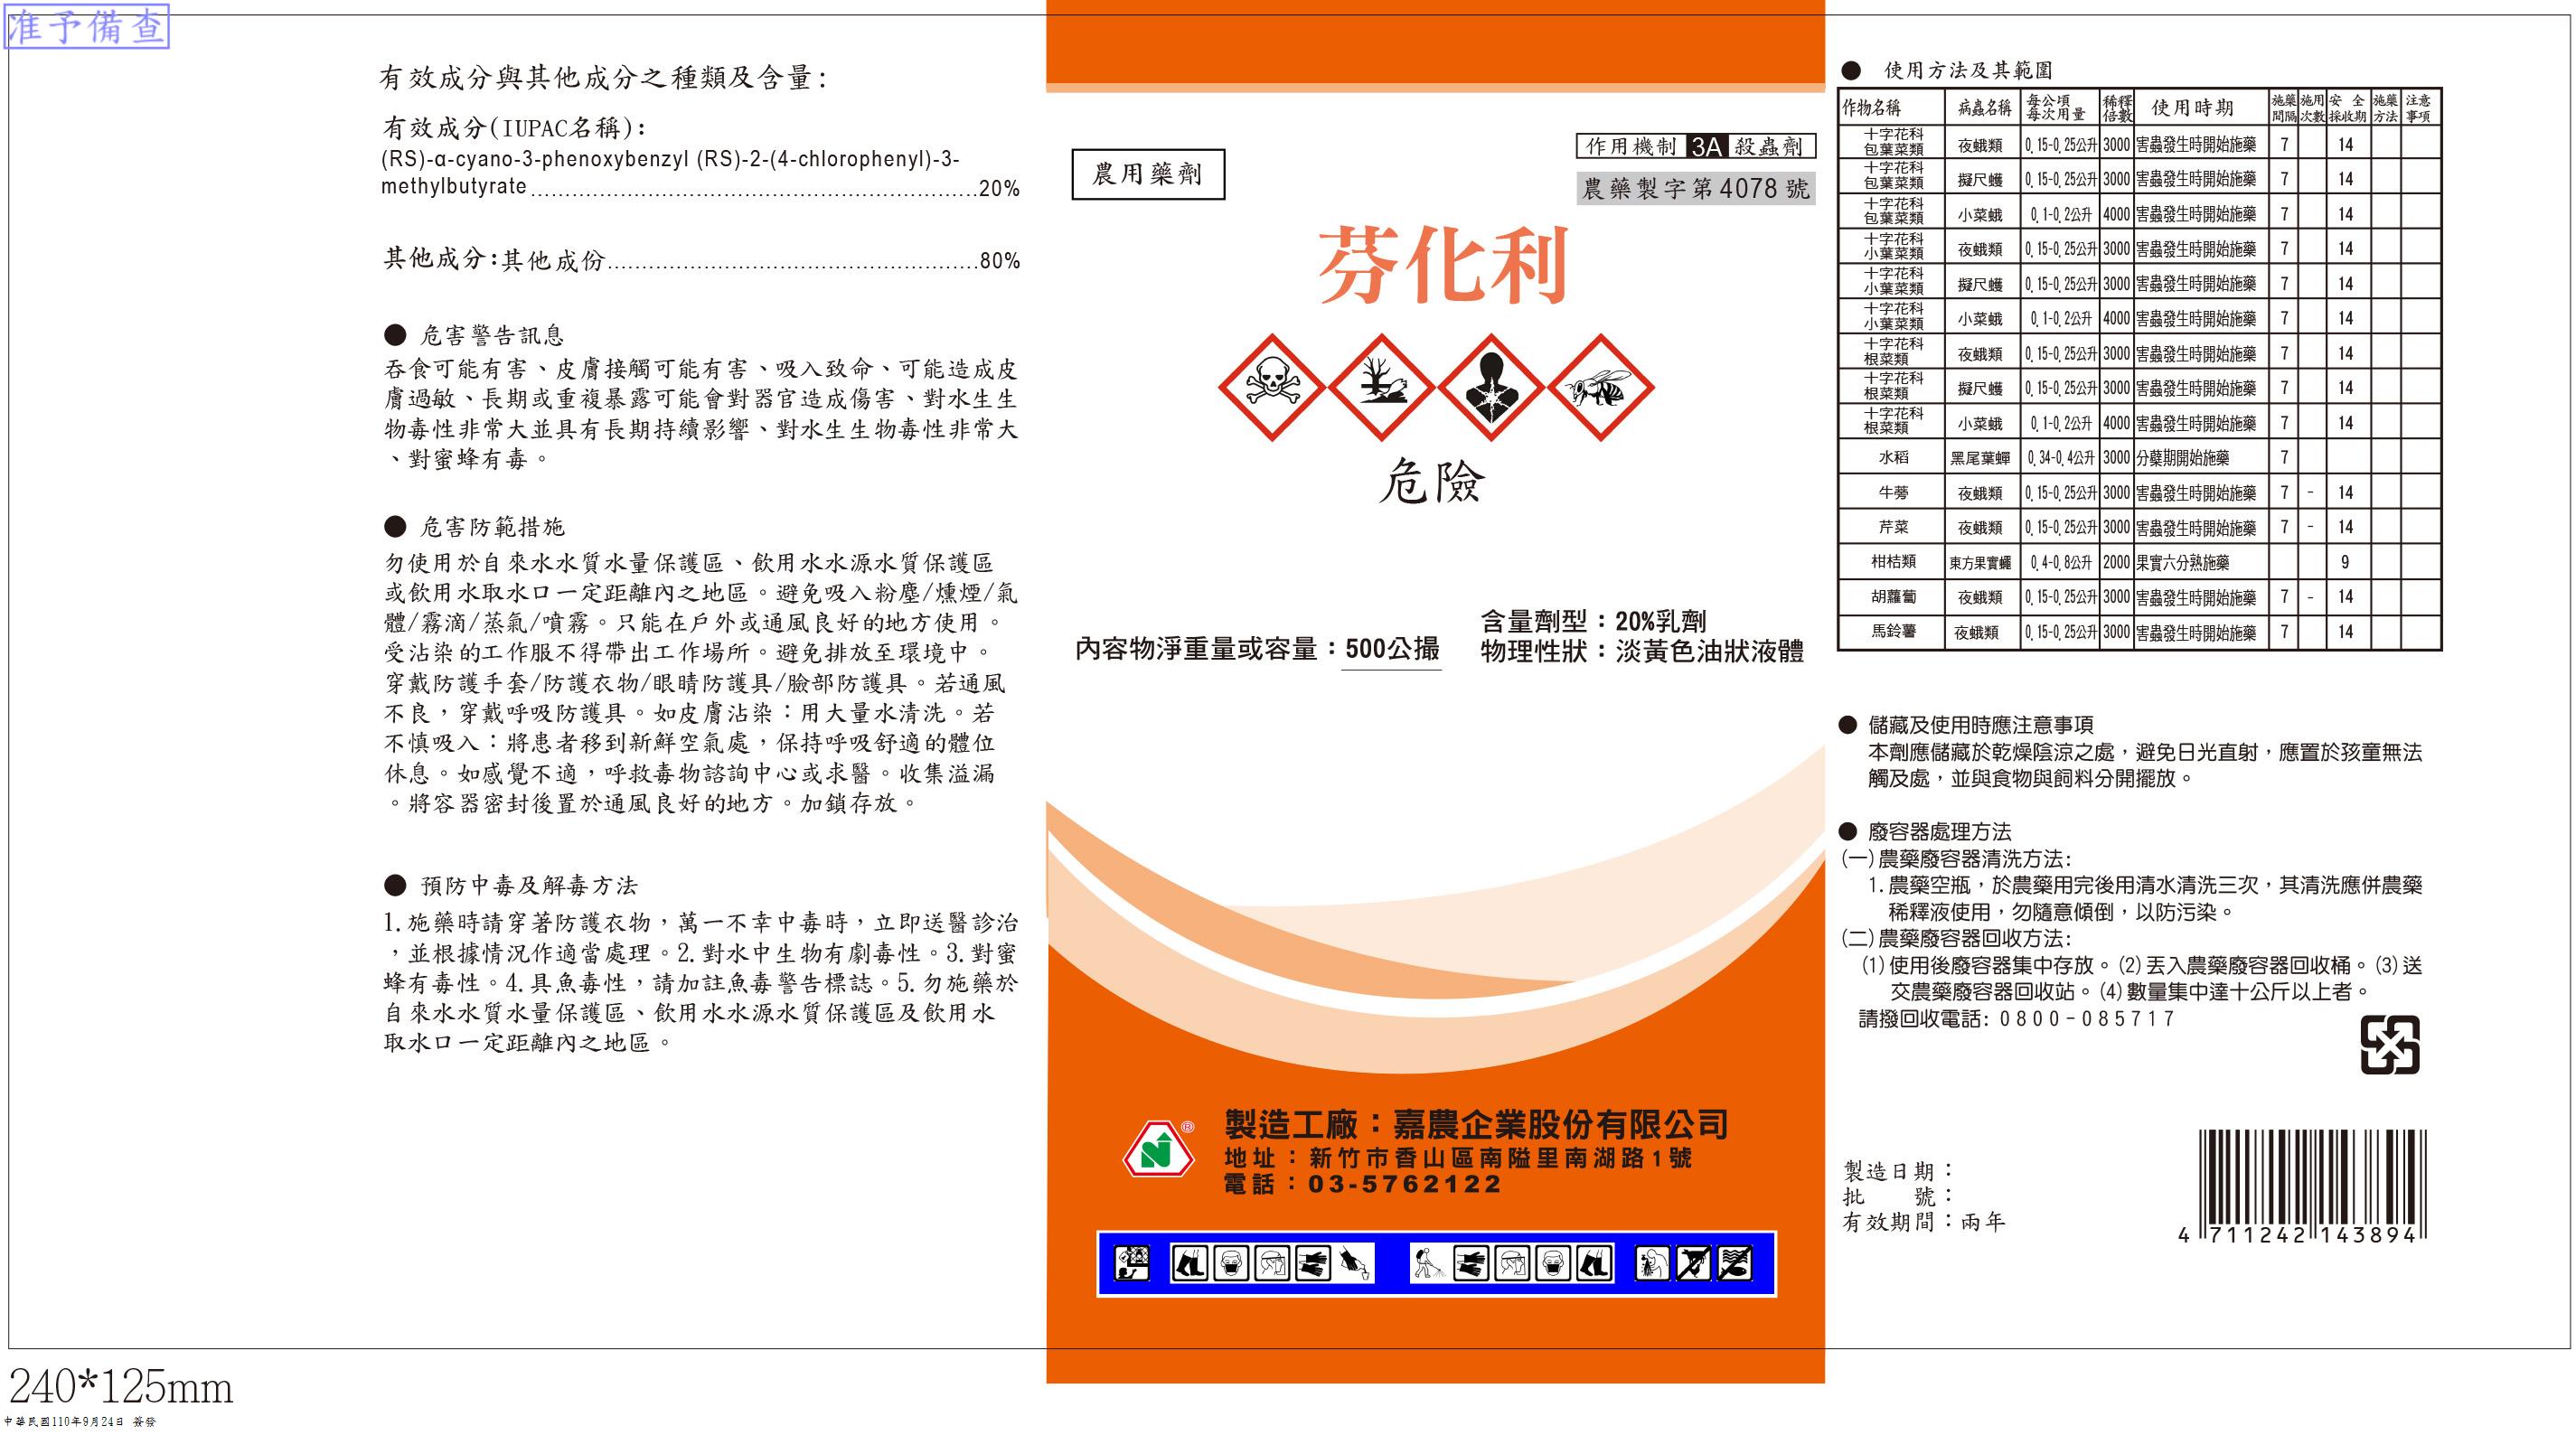 准予備查
有效成分與其他成分之種類及含量:
有效成分(IUPAC名稱):
(RS)-α-cyano-3-phenoxybenzyl (RS)-2-(4-chlorophenyl)-3-
methylbutyrate................................................................20%
其他成分:其他成份.....................................................80%
● 危害警告訊息
吞食可能有害、皮膚接觸可能有害、吸入致命、可能造成皮
膚過敏、長期或重複暴露可能會對器官造成傷害、對水生生
物毒性非常大並具有長期持續影響、對水生生物毒性非常大
、對蜜蜂有毒。
● 危害防範措施
勿使用於自來水水質水量保護區、飲用水水源水質保護區
或飲用水取水口一定距離內之地區。避免吸入粉塵/燻煙/氣
體/霧滴/蒸氣/噴霧。只能在戶外或通風良好的地方使用。
受沾染的工作服不得帶出工作場所。避免排放至環境中。
穿戴防護手套/防護衣物/眼睛防護具/臉部防護具。若通風
不良，穿戴呼吸防護具。如皮膚沾染：用大量水清洗。若
不慎吸入：將患者移到新鮮空氣處，保持呼吸舒適的體位
休息。如感覺不適，呼救毒物諮詢中心或求醫。收集溢漏
。將容器密封後置於通風良好的地方。加鎖存放。
● 預防中毒及解毒方法
1.施藥時請穿著防護衣物，萬一不幸中毒時，立即送醫診治
，並根據情況作適當處理。2.對水中生物有劇毒性。3.對蜜
蜂有毒性。4.具魚毒性，請加註魚毒警告標誌。5.勿施藥於
自來水水質水量保護區、飲用水水源水質保護區及飲用水
取水口一定距離內之地區。
農用藥劑
作用機制 3A 殺蟲劑
農藥製字第4078號
芬化利
危險
內容物淨重量或容量：500公撮
含量劑型：20%乳劑
物理性狀：淡黃色油狀液體
®
製造工廠：嘉農企業股份有限公司
地址：新竹市香山區南隘里南湖路1號
電話：03-5762122
● 使用方法及其範圍
作物名稱 病蟲名稱 每公頃每次用量 稀釋倍數 使用時期 施藥間隔 施用次數 安全採收期 施藥方法 注意事項
十字花科包葉菜類 夜蛾類 0.15-0.25公升 3000 害蟲發生時開始施藥 7 14
十字花科包葉菜類 擬尺蠖 0.15-0.25公升 3000 害蟲發生時開始施藥 7 14
十字花科包葉菜類 小菜蛾 0.1-0.2公升 4000 害蟲發生時開始施藥 7 14
十字花科小葉菜類 夜蛾類 0.15-0.25公升 3000 害蟲發生時開始施藥 7 14
十字花科小葉菜類 擬尺蠖 0.15-0.25公升 3000 害蟲發生時開始施藥 7 14
十字花科小葉菜類 小菜蛾 0.1-0.2公升 4000 害蟲發生時開始施藥 7 14
十字花科根菜類 夜蛾類 0.15-0.25公升 3000 害蟲發生時開始施藥 7 14
十字花科根菜類 擬尺蠖 0.15-0.25公升 3000 害蟲發生時開始施藥 7 14
十字花科根菜類 小菜蛾 0.1-0.2公升 4000 害蟲發生時開始施藥 7 14
水稻 黑尾葉蟬 0.34-0.4公升 3000 分蘗期開始施藥 7
牛蒡 夜蛾類 0.15-0.25公升 3000 害蟲發生時開始施藥 7 - 14
芹菜 夜蛾類 0.15-0.25公升 3000 害蟲發生時開始施藥 7 - 14
柑桔類 東方果實蠅 0.4-0.8公升 2000 果實六分熟施藥 9
胡蘿蔔 夜蛾類 0.15-0.25公升 3000 害蟲發生時開始施藥 7 - 14
馬鈴薯 夜蛾類 0.15-0.25公升 3000 害蟲發生時開始施藥 7 14
● 儲藏及使用時應注意事項
本劑應儲藏於乾燥陰涼之處，避免日光直射，應置於孩童無法
觸及處，並與食物與飼料分開擺放。
● 廢容器處理方法
(一)農藥廢容器清洗方法:
1.農藥空瓶，於農藥用完後用清水清洗三次，其清洗應併農藥
稀釋液使用，勿隨意傾倒，以防污染。
(二)農藥廢容器回收方法:
(1)使用後廢容器集中存放。(2)丟入農藥廢容器回收桶。(3)送
交農藥廢容器回收站。(4)數量集中達十公斤以上者。
請撥回收電話: 0800-085717
製造日期：
批　　號：
有效期間：兩年
4 711242 143894
240*125mm
中華民國110年9月24日 簽發